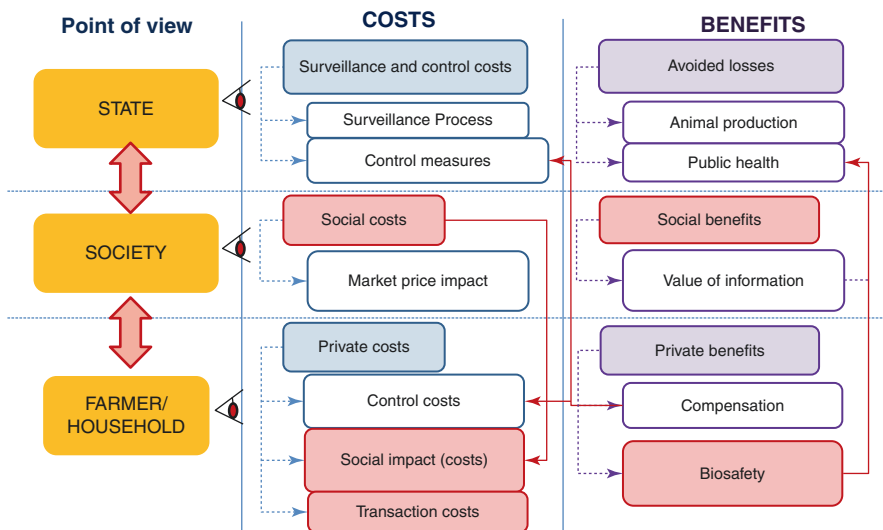 Point of view
COSTS
BENEFITS
STATE
Surveillance and control costs
Surveillance Process
Control measures
Avoided losses
Animal production
Public health
SOCIETY
Social costs
Market price impact
Social benefits
Value of information
FARMER/
HOUSEHOLD
Private costs
Control costs
Social impact (costs)
Transaction costs
Private benefits
Compensation
Biosafety